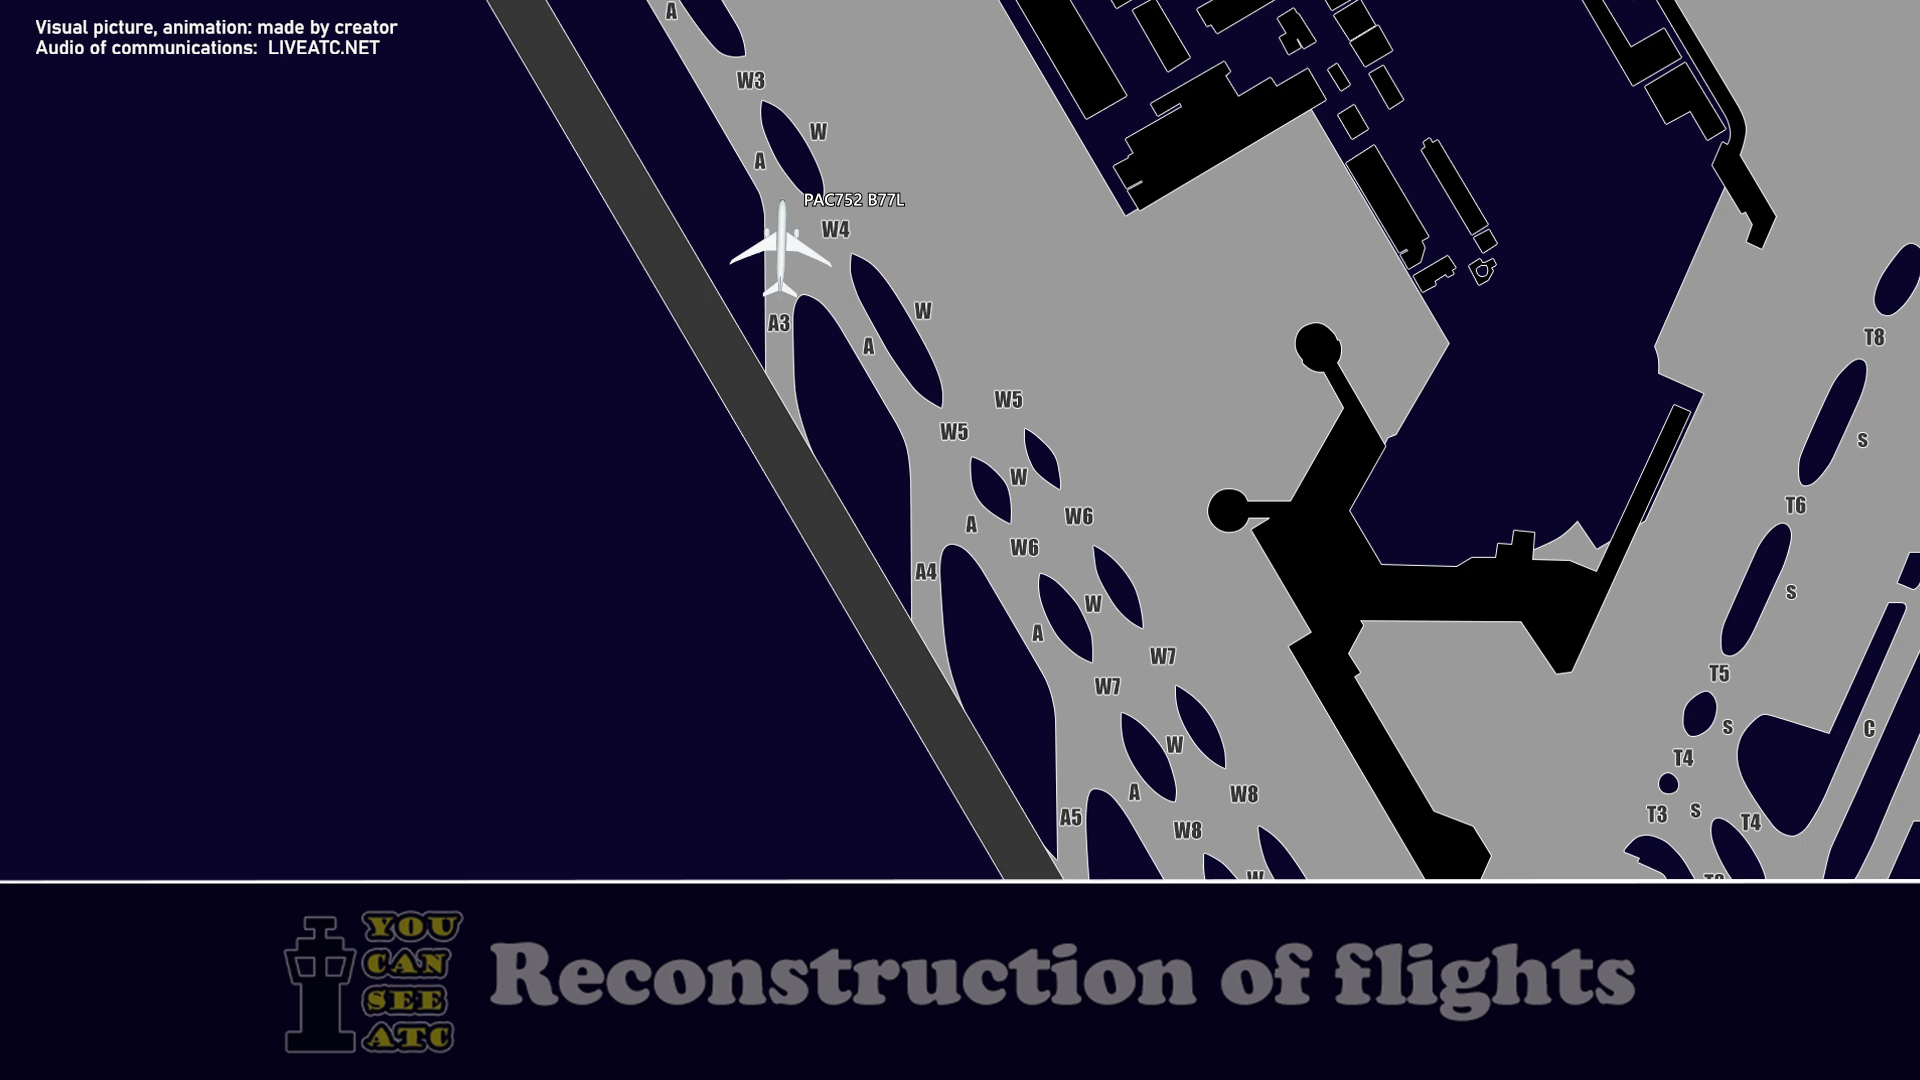 Visual picture, animation: made by creator
Audio of communications: LIVEATC.NET
A
W3
W
A
PAC752 B77L
W4
W
A3
A
T8
W5
W5
S
W
T6
W6
A
W6
A4
S
W
A
W7
T5
W7
S
C
W
T4
A
W8
S
T3
A5
T4
W8
W
YOU
CAN
SEE
ATC
Reconstruction of flights